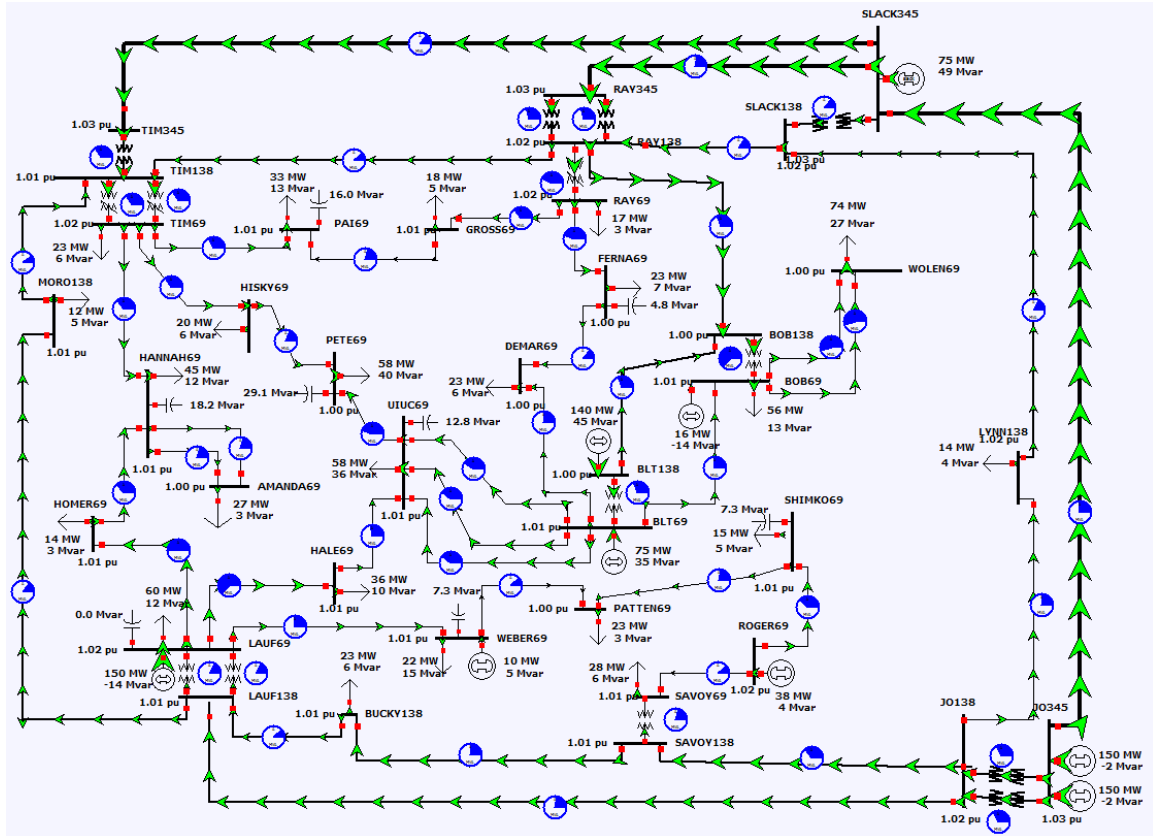 SLACK345
75 MW
49 Mvar
1.03 pu
RAY345
SLACK138
1.03 pu
TIM345
1.02 pu
RAY138
1.03 pu
1.02 pu
1.01 pu
TIM138
33 MW
13 Mvar
16.0 Mvar
18 MW
5 Mvar
1.02 pu
RAY69
1.02 pu
TIM69
1.01 pu
PAI69
1.01 pu
GROSS69
17 MW
3 Mvar
74 MW
27 Mvar
23 MW
6 Mvar
FERNA69
23 MW
7 Mvar
1.00 pu
WOLEN69
MORO138
12 MW
5 Mvar
HISKY69
4.8 Mvar
20 MW
6 Mvar
1.00 pu
1.00 pu
BOB138
1.01 pu
PETE69
DEMAR69
HANNAH69
45 MW
12 Mvar
58 MW
40 Mvar
23 MW
6 Mvar
1.01 pu
BOB69
29.1 Mvar
1.00 pu
1.00 pu
18.2 Mvar
UIUC69
12.8 Mvar
140 MW
45 Mvar
16 MW
-14 Mvar
56 MW
13 Mvar
LYNN138
1.02 pu
1.01 pu
58 MW
36 Mvar
14 MW
4 Mvar
1.00 pu
BLT138
1.00 pu
AMANDA69
SHIMKO69
HOMER69
27 MW
3 Mvar
1.01 pu
1.01 pu
BLT69
7.3 Mvar
15 MW
5 Mvar
14 MW
3 Mvar
1.01 pu
HALE69
75 MW
35 Mvar
60 MW
12 Mvar
36 MW
10 Mvar
7.3 Mvar
1.01 pu
0.0 Mvar
1.01 pu
1.00 pu
PATTEN69
1.02 pu
LAUF69
1.01 pu
WEBER69
23 MW
3 Mvar
ROGER69
150 MW
-14 Mvar
23 MW
6 Mvar
22 MW
15 Mvar
10 MW
5 Mvar
28 MW
6 Mvar
1.01 pu
LAUF138
1.01 pu
SAVOY69
1.02 pu
38 MW
4 Mvar
1.01 pu
BUCKY138
JO138
JO345
1.01 pu
SAVOY138
150 MW
-2 Mvar
150 MW
-2 Mvar
1.02 pu
1.03 pu